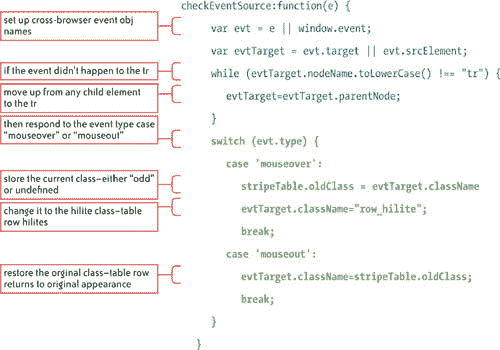 checkEventSource:function(e) {
set up cross-browser event obj
names
var evt = e || window.event;
var evtTarget = evt.target || evt.srcElement;
if the event didn't happen to the tr
while (evtTarget.nodeName.toLowerCase() !== "tr") {
move up from any child element
to the tr
evtTarget=evtTarget.parentNode;
}
then respond to the event type case
"mouseover" or "mouseout"
switch (evt.type) {
case 'mouseover':
store the current class–either "odd"
or undefined
stripeTable.oldClass = evtTarget.className
change it to the hilite class–table
row hilites
evtTarget.className="row_hilite";
break;
case 'mouseout':
restore the orginal class–table row
returns to original appearance
evtTarget.className=stripeTable.oldClass;
break;
}
}